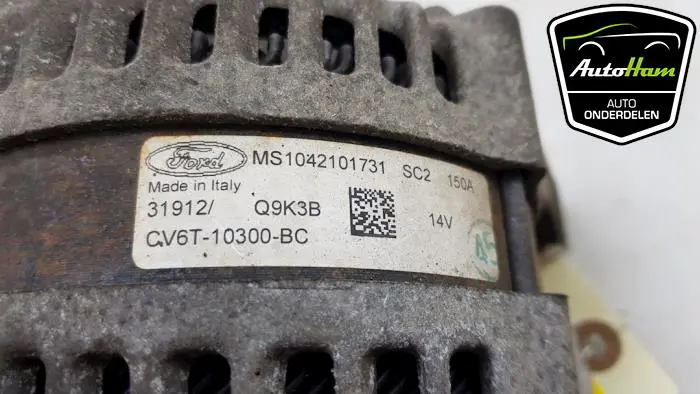 Ford MS1042101731 SC2 150A
Made in Italy
31912/ Q9K3B 14V
CV6T-10300-BC
AutoHam
AUTO
ONDERDELEN